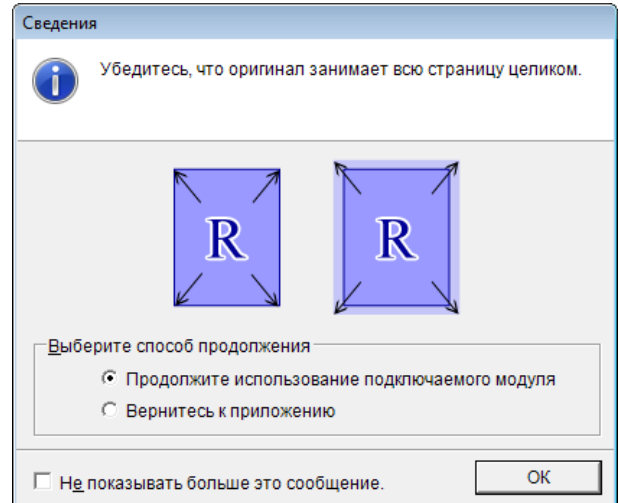 Сведения
Убедитесь, что оригинал занимает всю страницу целиком.
R R
Выберите способ продолжения
Продолжите использование подключаемого модуля
Вернитесь к приложению
Не показывать больше это сообщение.
ОК